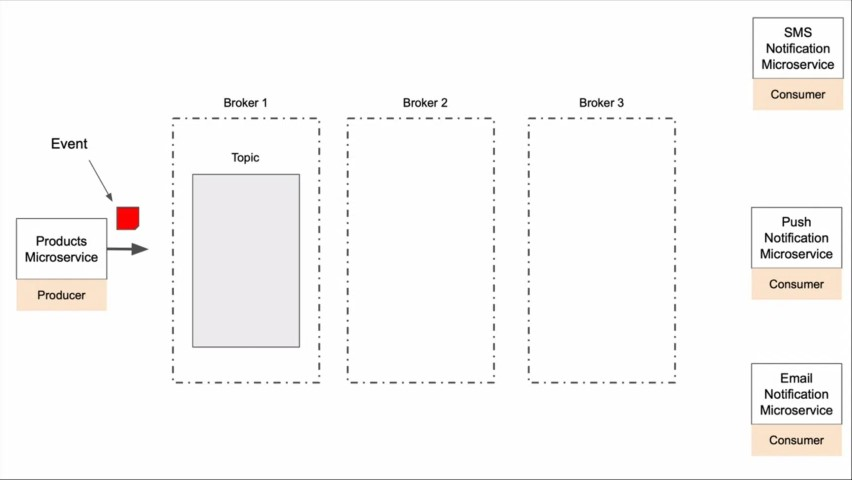 Event
Products
Microservice
Producer
Broker 1
Topic
Broker 2
Broker 3
SMS
Notification
Microservice
Consumer
Push
Notification
Microservice
Consumer
Email
Notification
Microservice
Consumer